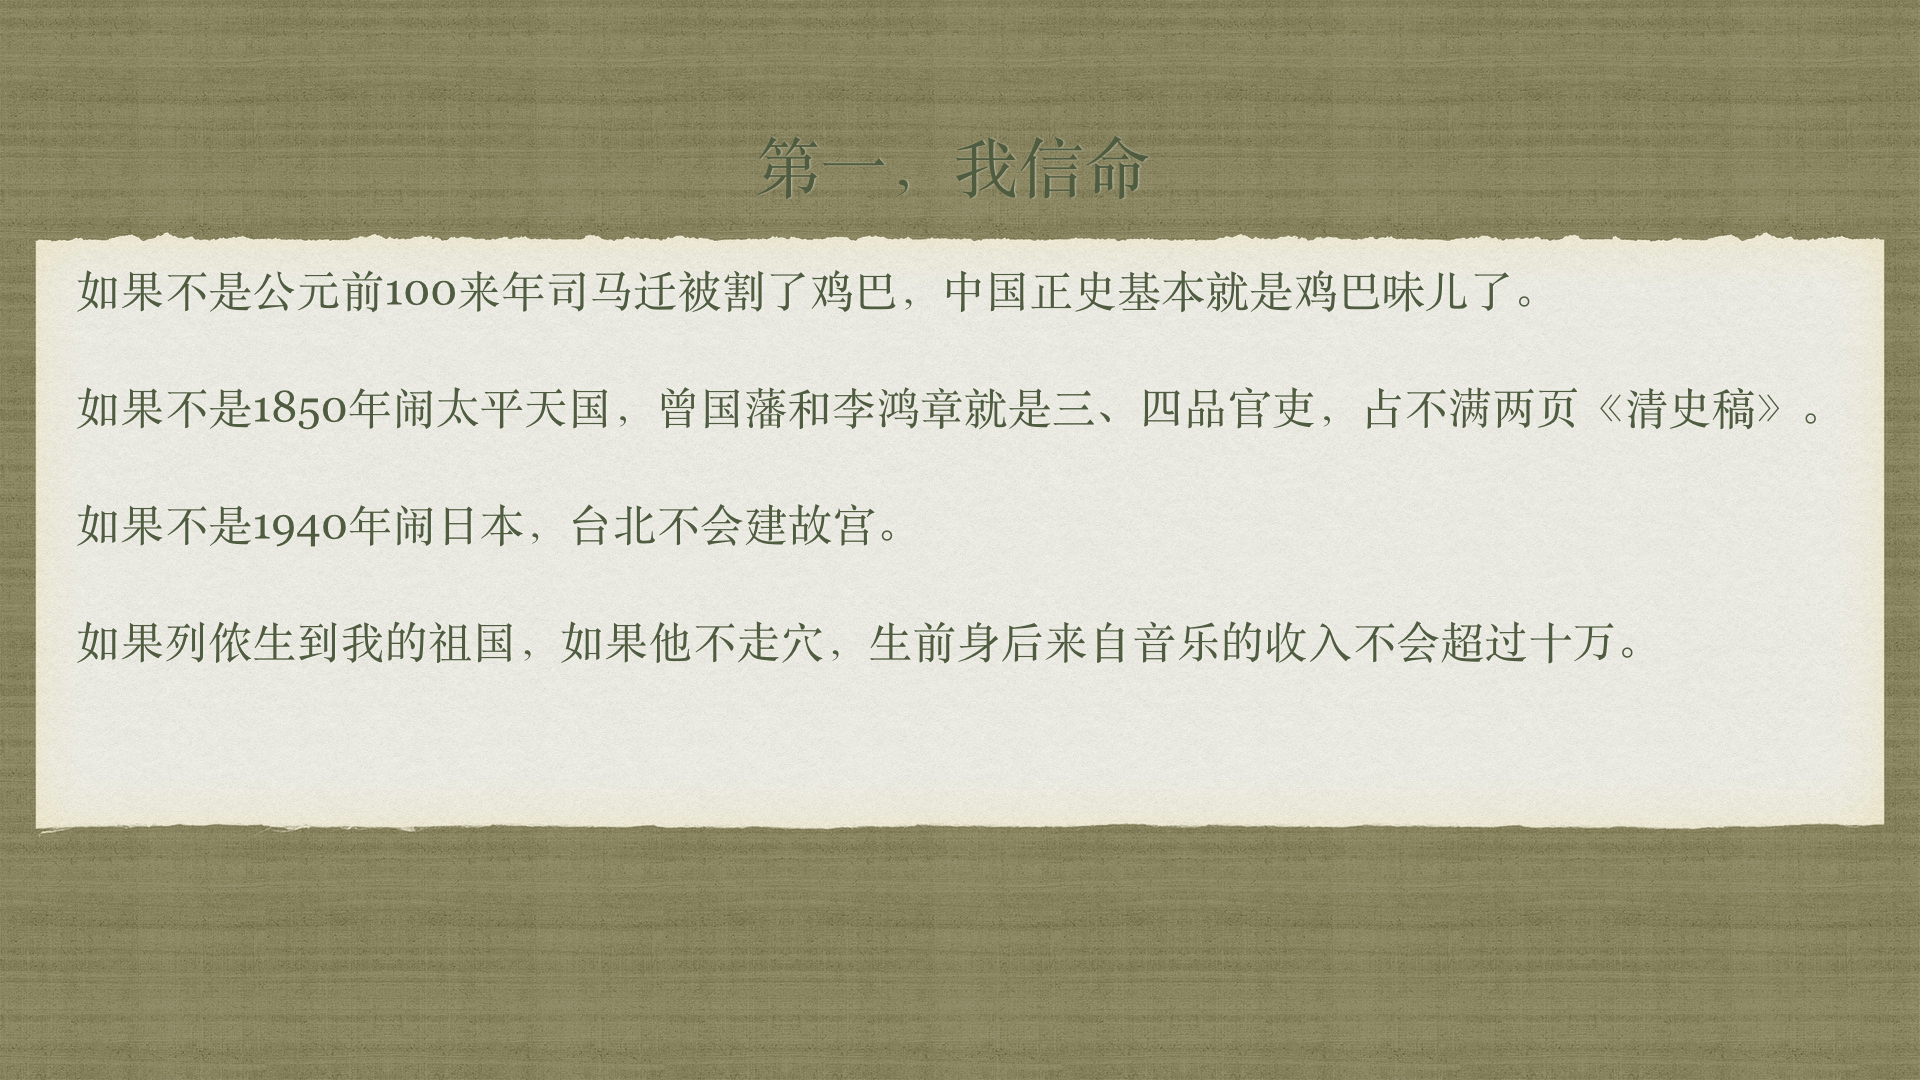 第一，我信命
如果不是公元前100来年司马迁被割了鸡巴，中国正史基本就是鸡巴味儿了。
如果不是1850年闹太平天国，曾国藩和李鸿章就是三、四品官吏，占不满两页《清史稿》。
如果不是1940年闹日本，台北不会建故宫。
如果列侬生到我的祖国，如果他不走穴，生前身后来自音乐的收入不会超过十万。